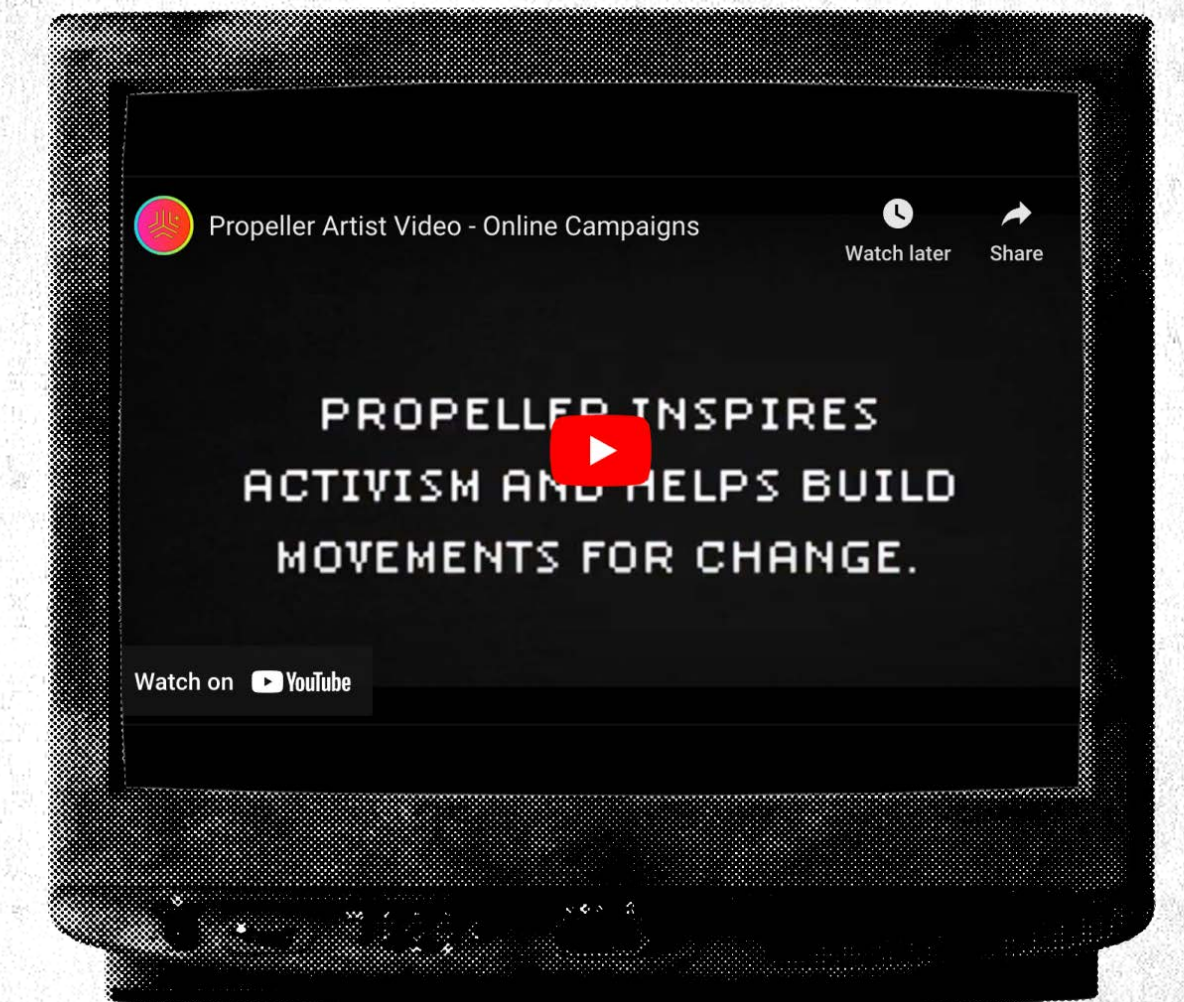 Propeller Artist Video - Online Campaigns
Watch later
Share
PROPELLER INSPIRES
ACTIVISM AND HELPS BUILD
MOVEMENTS FOR CHANGE.
Watch on YouTube